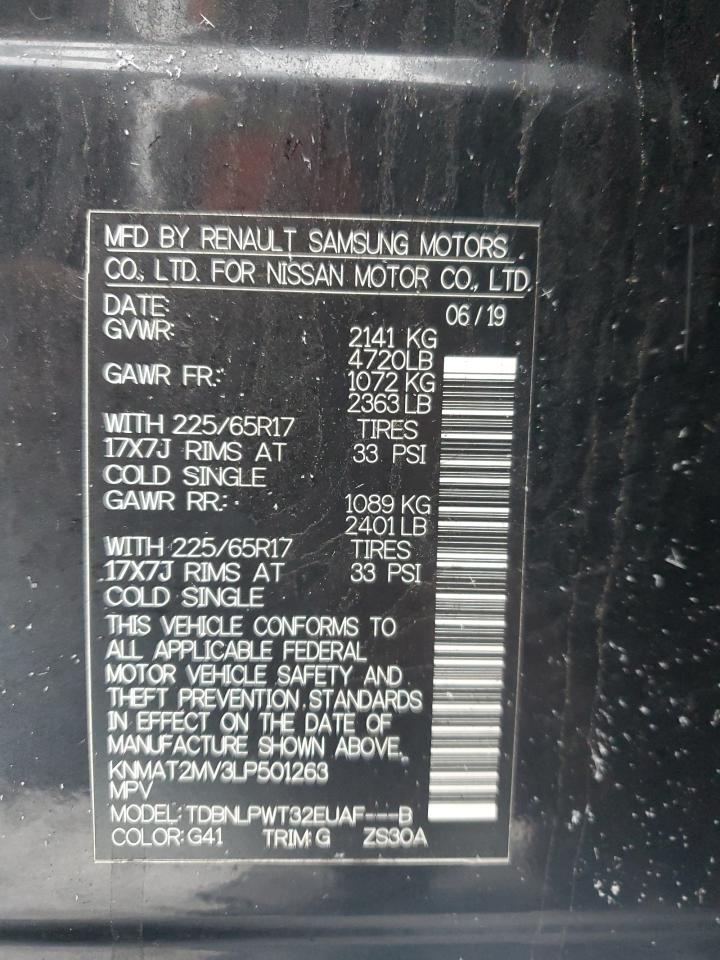 MFD BY RENAULT SAMSUNG MOTORS
CO., LTD. FOR NISSAN MOTOR CO., LTD.
DATE: 06/19
GVWR: 2141 KG
4720LB
GAWR FR: 1072 KG
2363 LB
WITH 225/65R17 TIRES
17X7J RIMS AT 33 PSI
COLD SINGLE
GAWR RR: 1089 KG
2401 LB
WITH 225/65R17 TIRES
17X7J RIMS AT 33 PSI
COLD SINGLE
THIS VEHICLE CONFORMS TO
ALL APPLICABLE FEDERAL
MOTOR VEHICLE SAFETY AND
THEFT PREVENTION STANDARDS
IN EFFECT ON THE DATE OF
MANUFACTURE SHOWN ABOVE.
KNMAT2MV3LP501263
MPV
MODEL: TDBNLPWT32EUAF---B
COLOR: G41 TRIM: G ZS30A